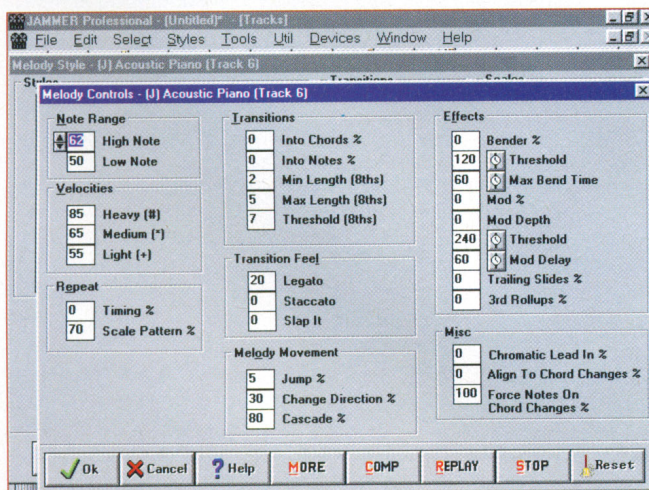 JAMMER Professional - (Untitled)* - [Tracks]
File Edit Select Styles Tools Util Devices Window Help
Melody Style - (J) Acoustic Piano (Track 6)
Styles Transitions Scales
Melody Controls - (J) Acoustic Piano (Track 6)
Note Range
62 High Note
50 Low Note
Velocities
85 Heavy (#)
65 Medium (*)
55 Light (+)
Repeat
0 Timing %
70 Scale Pattern %
Transitions
0 Into Chords %
0 Into Notes %
2 Min Length (8ths)
5 Max Length (8ths)
7 Threshold (8ths)
Transition Feel
20 Legato
0 Staccato
0 Slap It
Melody Movement
5 Jump %
30 Change Direction %
80 Cascade %
Effects
0 Bender %
120 Threshold
60 Max Bend Time
0 Mod %
0 Mod Depth
240 Threshold
60 Mod Delay
0 Trailing Slides %
0 3rd Rollups %
Misc
0 Chromatic Lead In %
0 Align To Chord Changes %
100 Force Notes On
Chord Changes %
Ok Cancel Help MORE COMP REPLAY STOP Reset